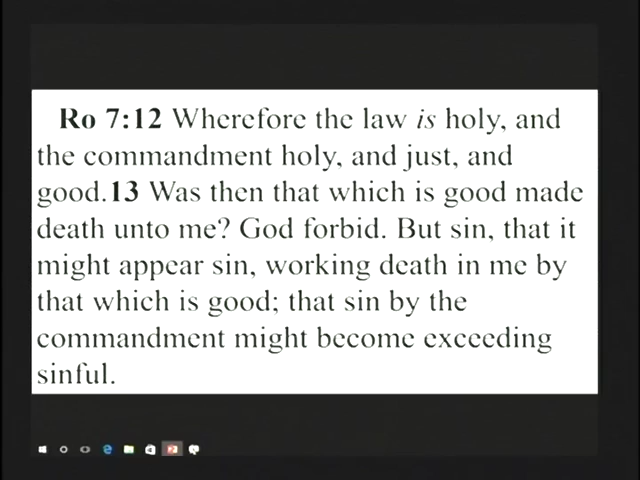 Ro 7:12 Wherefore the law is holy, and
the commandment holy, and just, and
good.13 Was then that which is good made
death unto me? God forbid. But sin, that it
might appear sin, working death in me by
that which is good; that sin by the
commandment might become exceeding
sinful.